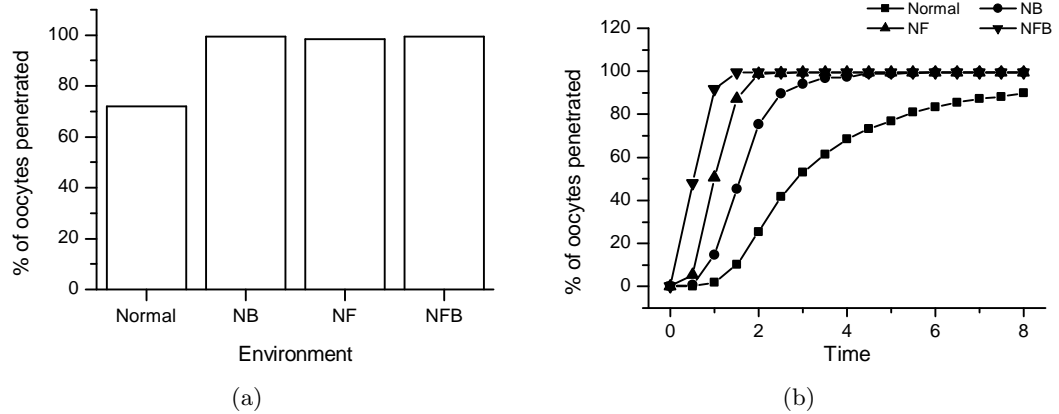 % of oocytes penetrated
100
80
60
40
20
0
Normal NB NF NFB
Environment
(a)
Normal NB
NF NFB
% of oocytes penetrated
120
100
80
60
40
20
0
0 2 4 6 8
Time
(b)